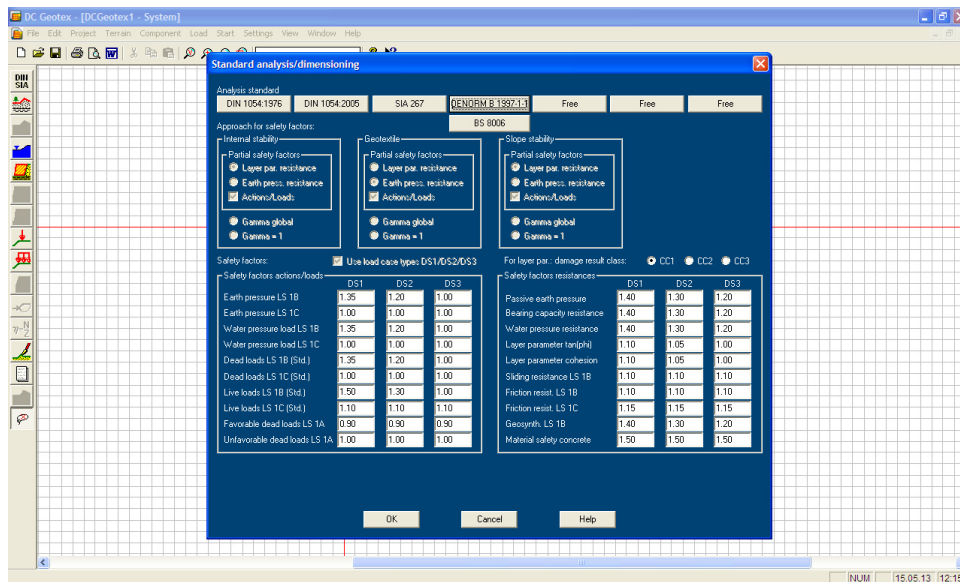 DC Geotex - [DCGeotex1 - System]
File Edit Project Terrain Component Load Start Settings View Window Help
DIN
SIA
Standard analysis/dimensioning
Analysis standard
DIN 1054:1976 DIN 1054:2005 SIA 267 OENORM B 1997-1-1 Free Free Free
BS 8006
Approach for safety factors:
Internal stability
Partial safety factors
Layer par. resistance
Earth press. resistance
Actions/Loads
Gamma global
Gamma = 1
Geotextile
Partial safety factors
Layer par. resistance
Earth press. resistance
Actions/Loads
Gamma global
Gamma = 1
Slope stability
Partial safety factors
Layer par. resistance
Earth press. resistance
Actions/Loads
Gamma global
Gamma = 1
Safety factors: Use load case types DS1/DS2/DS3 For layer par.: damage result class: CC1 CC2 CC3
Safety factors actions/loads
DS1 DS2 DS3
Earth pressure LS 1B 1.35 1.20 1.00
Earth pressure LS 1C 1.00 1.00 1.00
Water pressure load LS 1B 1.35 1.20 1.00
Water pressure load LS 1C 1.00 1.00 1.00
Dead loads LS 1B (Std.) 1.35 1.20 1.00
Dead loads LS 1C (Std.) 1.00 1.00 1.00
Live loads LS 1B (Std.) 1.50 1.30 1.00
Live loads LS 1C (Std.) 1.10 1.10 1.10
Favorable dead loads LS 1A 0.90 0.90 0.90
Unfavorable dead loads LS 1A 1.00 1.00 1.00
Safety factors resistances
DS1 DS2 DS3
Passive earth pressure 1.40 1.30 1.20
Bearing capacity resistance 1.40 1.30 1.20
Water pressure resistance 1.40 1.30 1.20
Layer parameter tan(phi) 1.10 1.05 1.00
Layer parameter cohesion 1.10 1.05 1.00
Sliding resistance LS 1B 1.10 1.10 1.10
Friction resist. LS 1B 1.10 1.10 1.10
Friction resist. LS 1C 1.15 1.15 1.15
Geosynth. LS 1B 1.40 1.30 1.20
Material safety concrete 1.50 1.50 1.50
OK Cancel Help
NUM 15.05.13